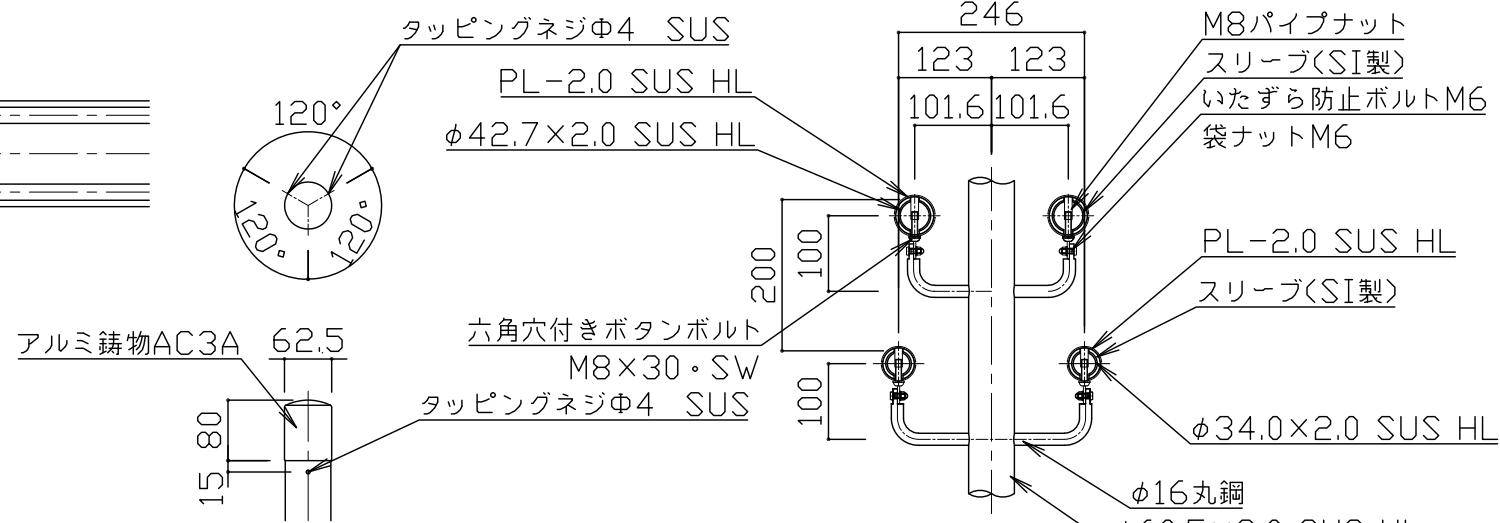 タッピングネジΦ4 SUS
246
M8パイプナット
123
123
スリーブ(SI製)
PL-2.0 SUS HL
いたずら防止ボルトM6
101.6
101.6
120°
φ42.7×2.0 SUS HL
袋ナットM6
120°
120°
PL-2.0 SUS HL
100
200
スリーブ(SI製)
アルミ鋳物AC3A
62.5
六角穴付きボタンボルト
M8×30・SW
100
タッピングネジΦ4 SUS
80
φ34.0×2.0 SUS HL
15
φ16丸鋼